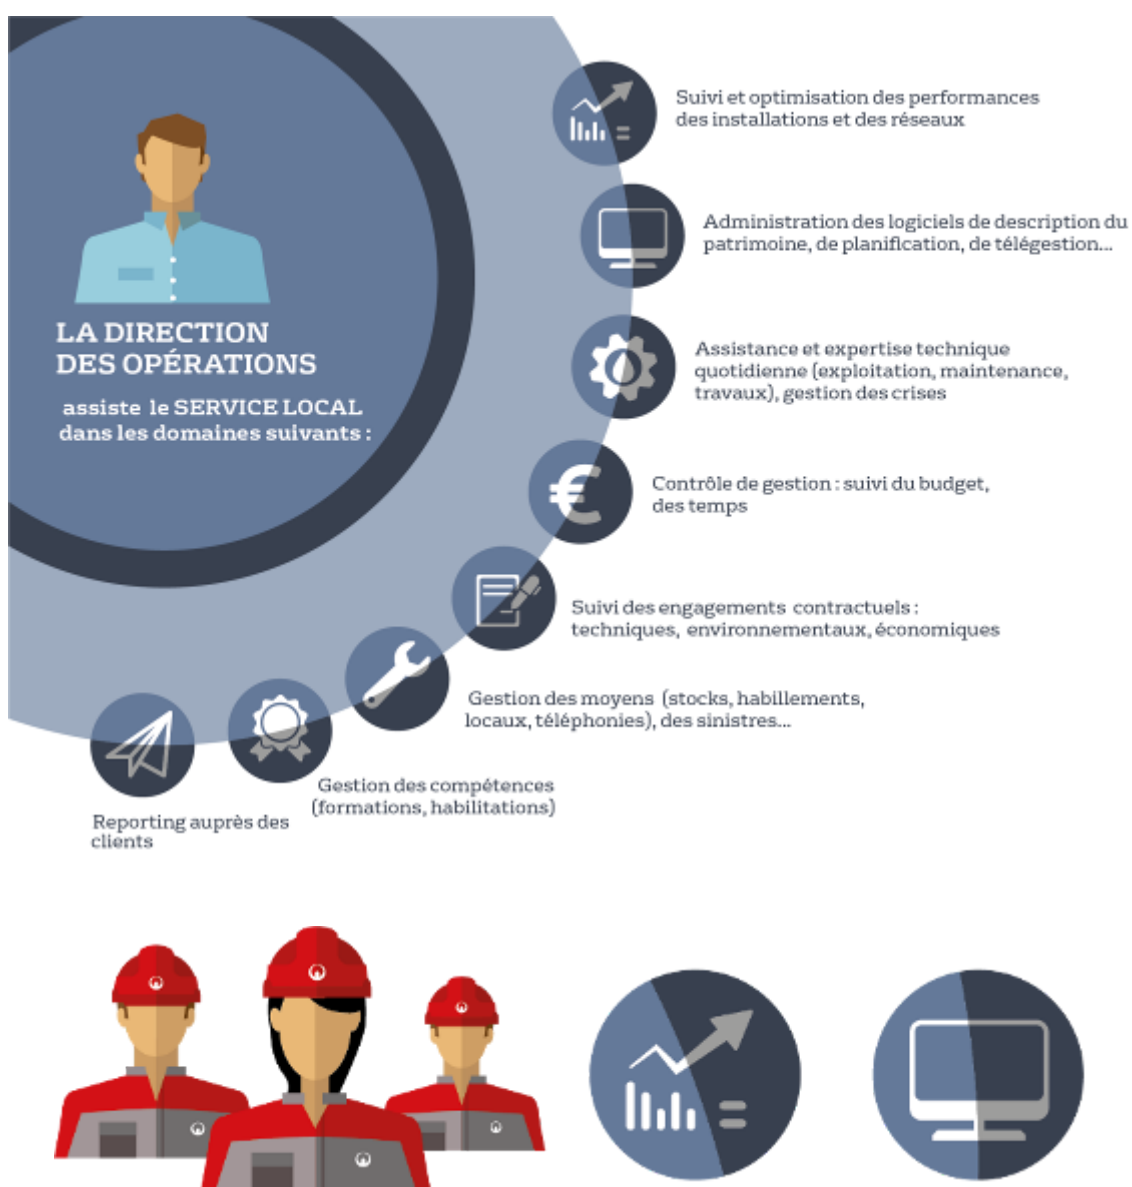 Suivi et optimisation des performances
des installations et des réseaux
Administration des logiciels de description du
patrimoine, de planification, de télégestion...
LA DIRECTION
DES OPÉRATIONS
assiste le SERVICE LOCAL
dans les domaines suivants :
Assistance et expertise technique
quotidienne (exploitation, maintenance,
travaux), gestion des crises
Contrôle de gestion : suivi du budget,
des temps
Suivi des engagements contractuels :
techniques, environnementaux, économiques
Gestion des moyens (stocks, habillements,
locaux, téléphonies), des sinistres...
Gestion des compétences
(formations, habilitations)
Reporting auprès des
clients